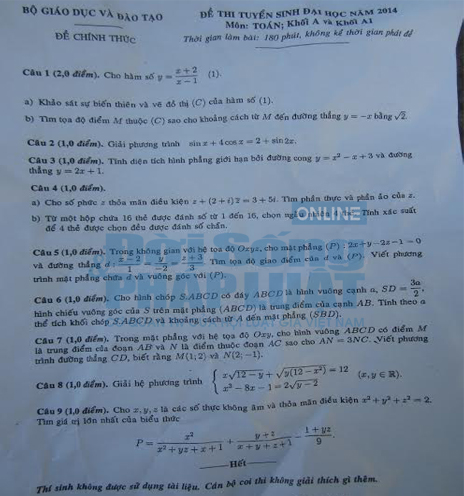 BỘ GIÁO DỤC VÀ ĐÀO TẠO
ĐỀ CHÍNH THỨC
ĐỀ THI TUYỂN SINH ĐẠI HỌC NĂM 2014
Môn: TOÁN; Khối A và Khối A1
Thời gian làm bài: 180 phút, không kể thời gian phát đề
Câu 1 (2,0 điểm). Cho hàm số y = (x+2)/(x−1) (1).
a) Khảo sát sự biến thiên và vẽ đồ thị (C) của hàm số (1).
b) Tìm tọa độ điểm M thuộc (C) sao cho khoảng cách từ M đến đường thẳng y = −x bằng √2.
Câu 2 (1,0 điểm). Giải phương trình sin x + 4 cos x = 2 + sin 2x.
Câu 3 (1,0 điểm). Tính diện tích hình phẳng giới hạn bởi đường cong y = x² − x + 3 và đường
thẳng y = 2x + 1.
Câu 4 (1,0 điểm).
a) Cho số phức z thỏa mãn điều kiện z + (2 + i) z̄ = 3 + 5i. Tìm phần thực và phần ảo của z.
b) Từ một hộp chứa 16 thẻ được đánh số từ 1 đến 16, chọn ngẫu nhiên 4 thẻ. Tính xác suất
để 4 thẻ được chọn đều được đánh số chẵn.
ONLINE
Câu 5 (1,0 điểm). Trong không gian với hệ tọa độ Oxyz, cho mặt phẳng (P) : 2x + y − 2z − 1 = 0
và đường thẳng d : (x−2)/1 = y/−2 = (z+3)/3. Tìm tọa độ giao điểm của d và (P). Viết phương
trình mặt phẳng chứa d và vuông góc với (P).
Câu 6 (1,0 điểm). Cho hình chóp S.ABCD có đáy ABCD là hình vuông cạnh a, SD = 3a/2,
hình chiếu vuông góc của S trên mặt phẳng (ABCD) là trung điểm của cạnh AB. Tính theo a
thể tích khối chóp S.ABCD và khoảng cách từ A đến mặt phẳng (SBD).
Câu 7 (1,0 điểm). Trong mặt phẳng với hệ tọa độ Oxy, cho hình vuông ABCD có điểm M
là trung điểm của đoạn AB và N là điểm thuộc đoạn AC sao cho AN = 3NC. Viết phương
trình đường thẳng CD, biết rằng M(1; 2) và N(2; −1).
Câu 8 (1,0 điểm). Giải hệ phương trình { x√(12 − y) + √(y(12 − x²)) = 12
x³ − 8x − 1 = 2√(y − 2) (x, y ∈ ℝ).
Câu 9 (1,0 điểm). Cho x, y, z là các số thực không âm và thỏa mãn điều kiện x² + y² + z² = 2.
Tìm giá trị lớn nhất của biểu thức
P = x²/(x² + yz + x + 1) + (y + z)/(x + y + z + 1) − (1 + yz)/9.
Hết
Thí sinh không được sử dụng tài liệu. Cán bộ coi thi không giải thích gì thêm.